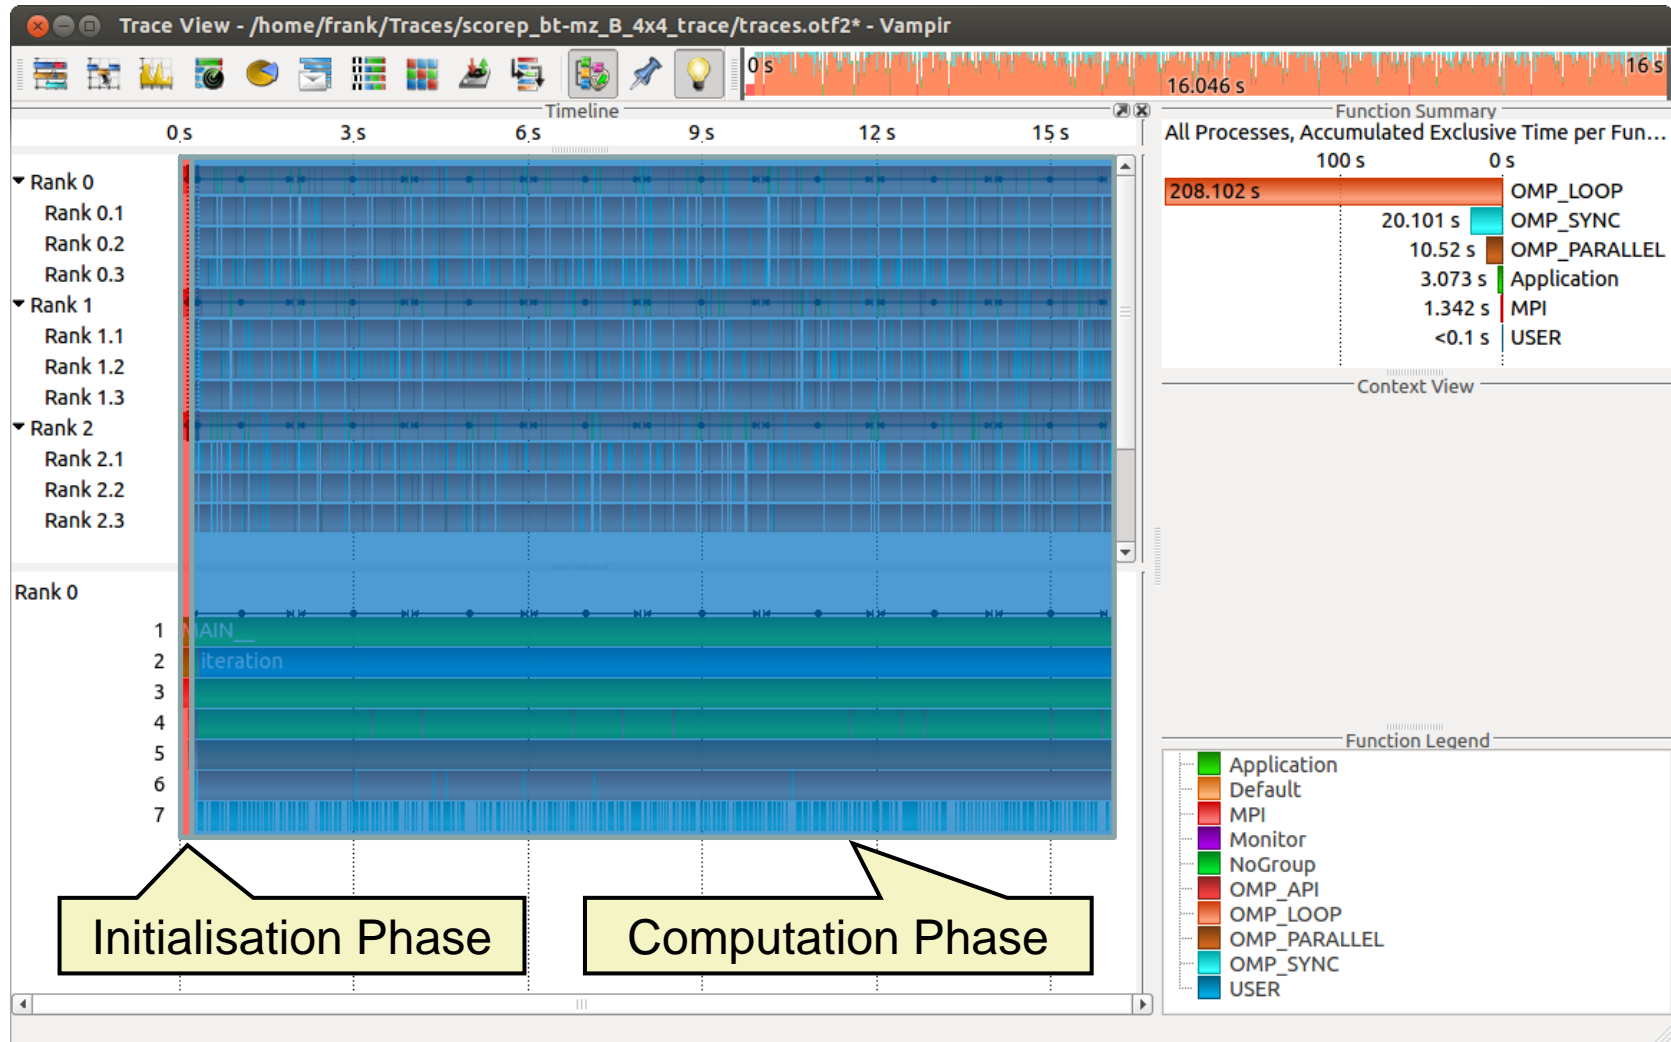 Trace View - /home/frank/Traces/scorep_bt-mz_B_4x4_trace/traces.otf2* - Vampir
0 s
16 s
16.046 s
Timeline
0 s 3 s 6 s 9 s 12 s 15 s
Rank 0
Rank 0.1
Rank 0.2
Rank 0.3
Rank 1
Rank 1.1
Rank 1.2
Rank 1.3
Rank 2
Rank 2.1
Rank 2.2
Rank 2.3
Rank 0
1 MAIN__
2 iteration
3
4
5
6
7
Initialisation Phase
Computation Phase
Function Summary
All Processes, Accumulated Exclusive Time per Fun...
100 s 0 s
208.102 s OMP_LOOP
20.101 s OMP_SYNC
10.52 s OMP_PARALLEL
3.073 s Application
1.342 s MPI
<0.1 s USER
Context View
Function Legend
Application
Default
MPI
Monitor
NoGroup
OMP_API
OMP_LOOP
OMP_PARALLEL
OMP_SYNC
USER